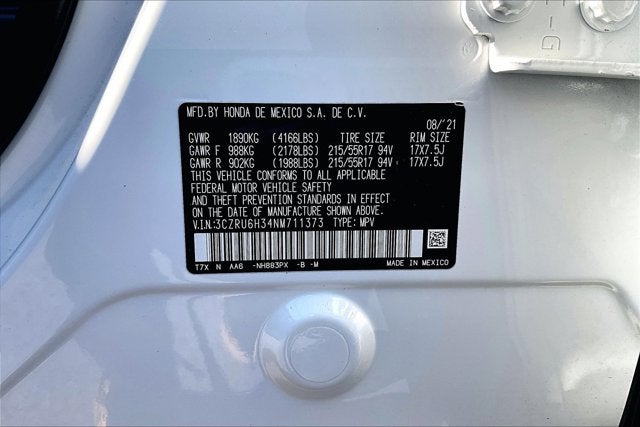 MFD.BY HONDA DE MEXICO S.A. DE C.V.
08/'21
GVWR 1890KG (4166LBS) TIRE SIZE RIM SIZE
GAWR F 988KG (2178LBS) 215/55R17 94V 17X7.5J
GAWR R 902KG (1988LBS) 215/55R17 94V 17X7.5J
THIS VEHICLE CONFORMS TO ALL APPLICABLE
FEDERAL MOTOR VEHICLE SAFETY
AND THEFT PREVENTION STANDARDS IN EFFECT
ON THE DATE OF MANUFACTURE SHOWN ABOVE.
V.I.N.:3CZRU6H34NM711373 TYPE: MPV
T7X N AA6 -NH883PX -B -M MADE IN MEXICO